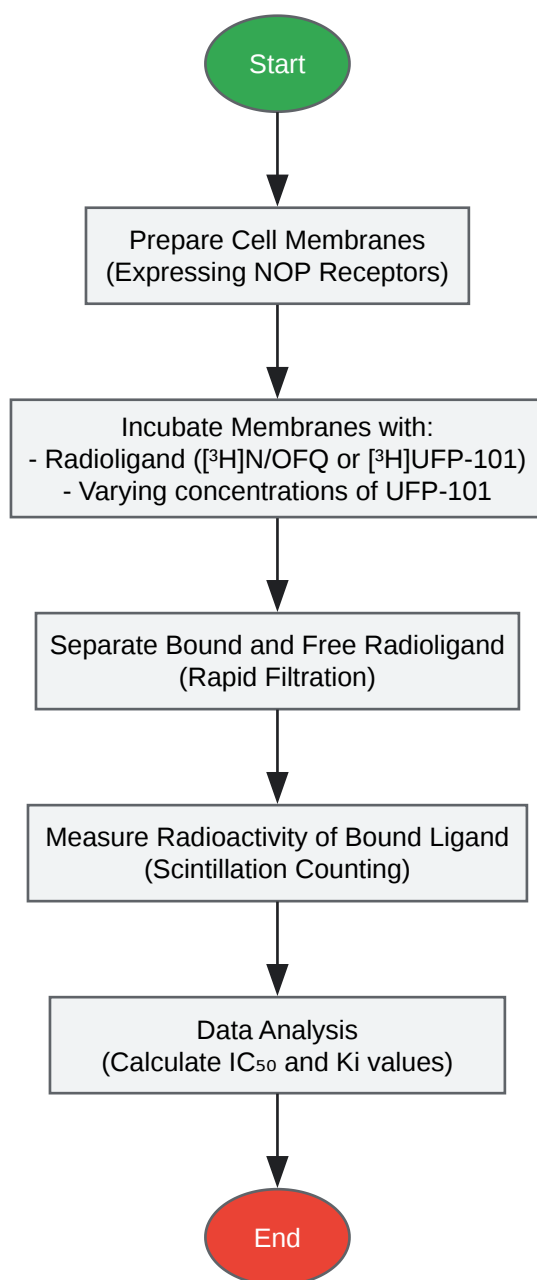 Start
Prepare Cell Membranes
(Expressing NOP Receptors)
Incubate Membranes with:
- Radioligand ([³H]N/OFQ or [³H]UFP-101)
- Varying concentrations of UFP-101
Separate Bound and Free Radioligand
(Rapid Filtration)
Measure Radioactivity of Bound Ligand
(Scintillation Counting)
Data Analysis
(Calculate IC₅₀ and Ki values)
End